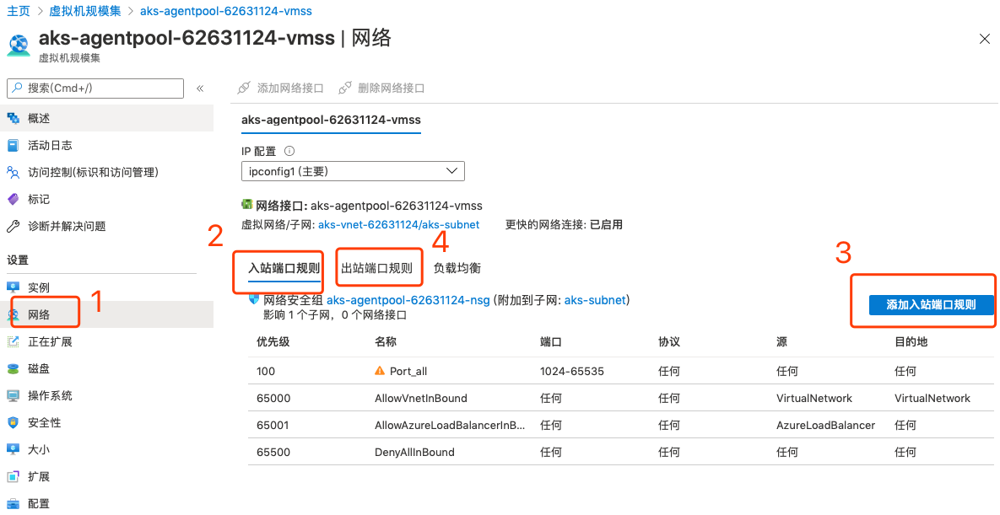 主页 > 虚拟机规模集 > aks-agentpool-62631124-vmss
aks-agentpool-62631124-vmss | 网络
虚拟机规模集
搜索(Cmd+/)
«
添加网络接口 删除网络接口
概述
活动日志
访问控制(标识和访问管理)
标记
诊断并解决问题
设置
实例
网络
正在扩展
磁盘
操作系统
安全性
大小
扩展
配置
1
aks-agentpool-62631124-vmss
IP 配置
ipconfig1 (主要)
网络接口: aks-agentpool-62631124-vmss
虚拟网络/子网: aks-vnet-62631124/aks-subnet 更快的网络连接: 已启用
2
4
3
入站端口规则 出站端口规则 负载均衡
网络安全组 aks-agentpool-62631124-nsg (附加到子网: aks-subnet)
影响 1 个子网，0 个网络接口
添加入站端口规则
优先级 名称 端口 协议 源 目的地
100 Port_all 1024-65535 任何 任何 任何
65000 AllowVnetInBound 任何 任何 VirtualNetwork VirtualNetwork
65001 AllowAzureLoadBalancerInB... 任何 任何 AzureLoadBalancer 任何
65500 DenyAllInBound 任何 任何 任何 任何